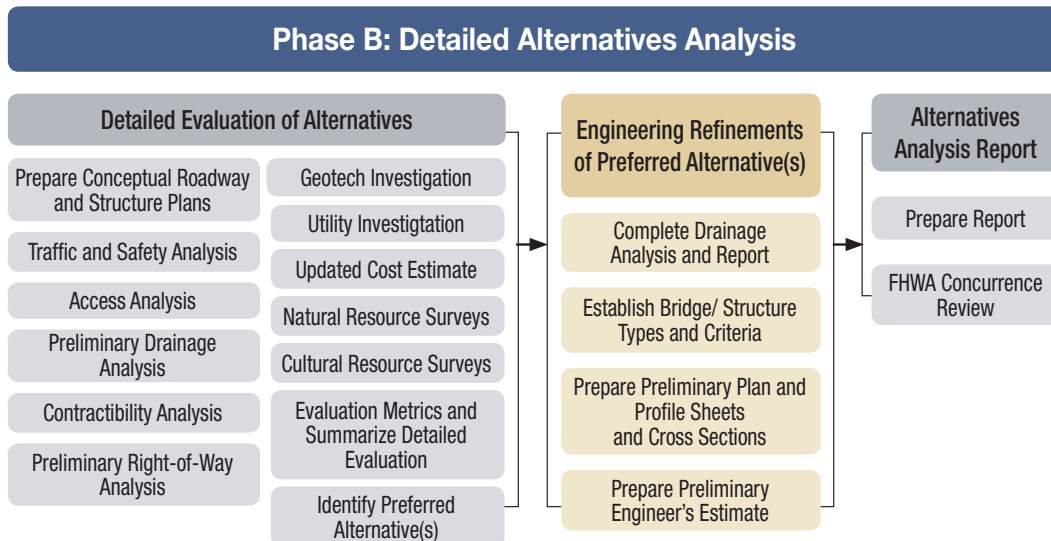 Phase B: Detailed Alternatives Analysis
Detailed Evaluation of Alternatives
Prepare Conceptual Roadway
and Structure Plans
Traffic and Safety Analysis
Access Analysis
Preliminary Drainage
Analysis
Contractibility Analysis
Preliminary Right-of-Way
Analysis
Geotech Investigation
Utility Investigtation
Updated Cost Estimate
Natural Resource Surveys
Cultural Resource Surveys
Evaluation Metrics and
Summarize Detailed
Evaluation
Identify Preferred
Alternative(s)
Engineering Refinements
of Preferred Alternative(s)
Complete Drainage
Analysis and Report
Establish Bridge/ Structure
Types and Criteria
Prepare Preliminary Plan and
Profile Sheets
and Cross Sections
Prepare Preliminary
Engineer’s Estimate
Alternatives
Analysis Report
Prepare Report
FHWA Concurrence
Review